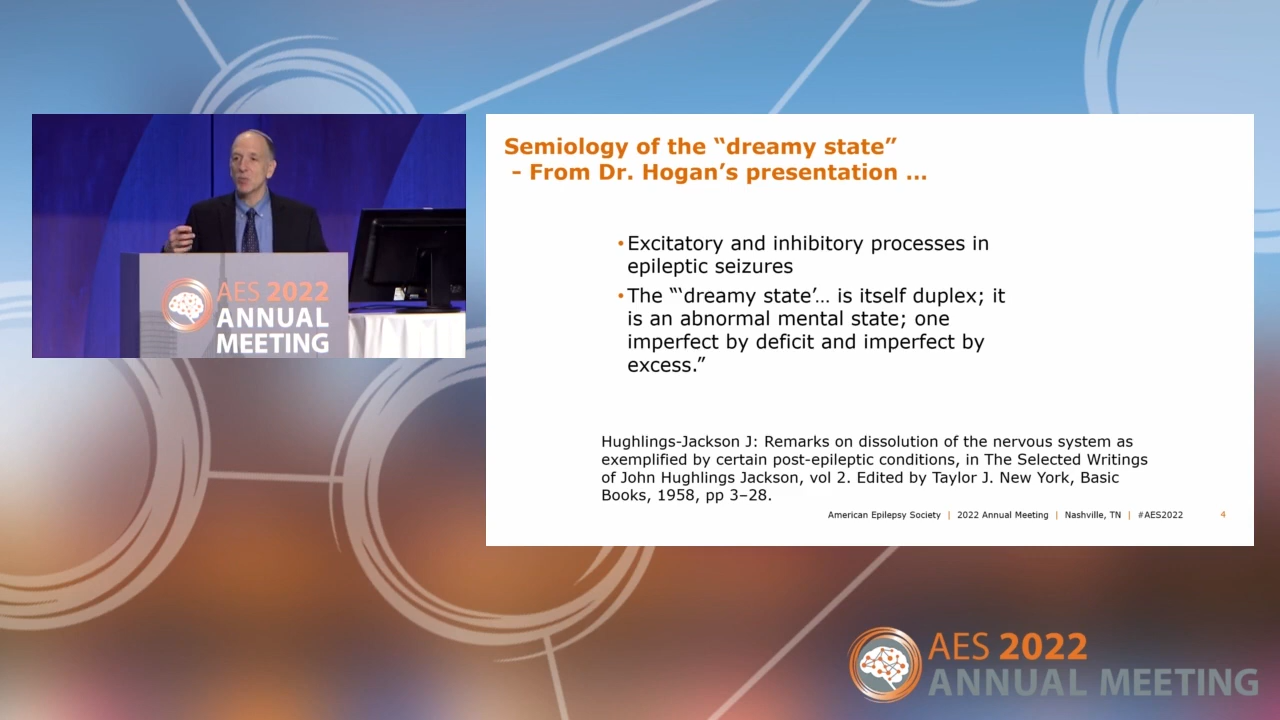 AES 2022
ANNUAL
MEETING
Semiology of the “dreamy state”
- From Dr. Hogan’s presentation ...
•Excitatory and inhibitory processes in
epileptic seizures
•The “‘dreamy state’... is itself duplex; it
is an abnormal mental state; one
imperfect by deficit and imperfect by
excess.”
Hughlings-Jackson J: Remarks on dissolution of the nervous system as
exemplified by certain post-epileptic conditions, in The Selected Writings
of John Hughlings Jackson, vol 2. Edited by Taylor J. New York, Basic
Books, 1958, pp 3–28.
American Epilepsy Society | 2022 Annual Meeting | Nashville, TN | #AES2022 4
AES 2022
ANNUAL MEETING